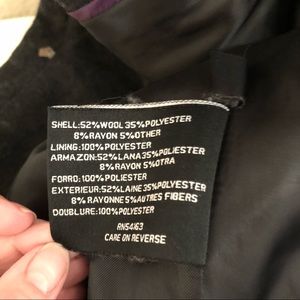 SHELL:52%WOOL 35%POLYESTER
8%RAYON 5%OTHER
LINING:100%POLYESTER
ARMAZON:52%LANA35%POLYESTER
8%RAYON 5%OTRA
FORRO:100%POLIESTER
EXTERIEUR:52%LAINE 35%POLYESTER
8%RAYONNE 5%AUTRES FIBERS
DOUBLURE:100%POLYESTER
RN54163
CARE ON REVERSE